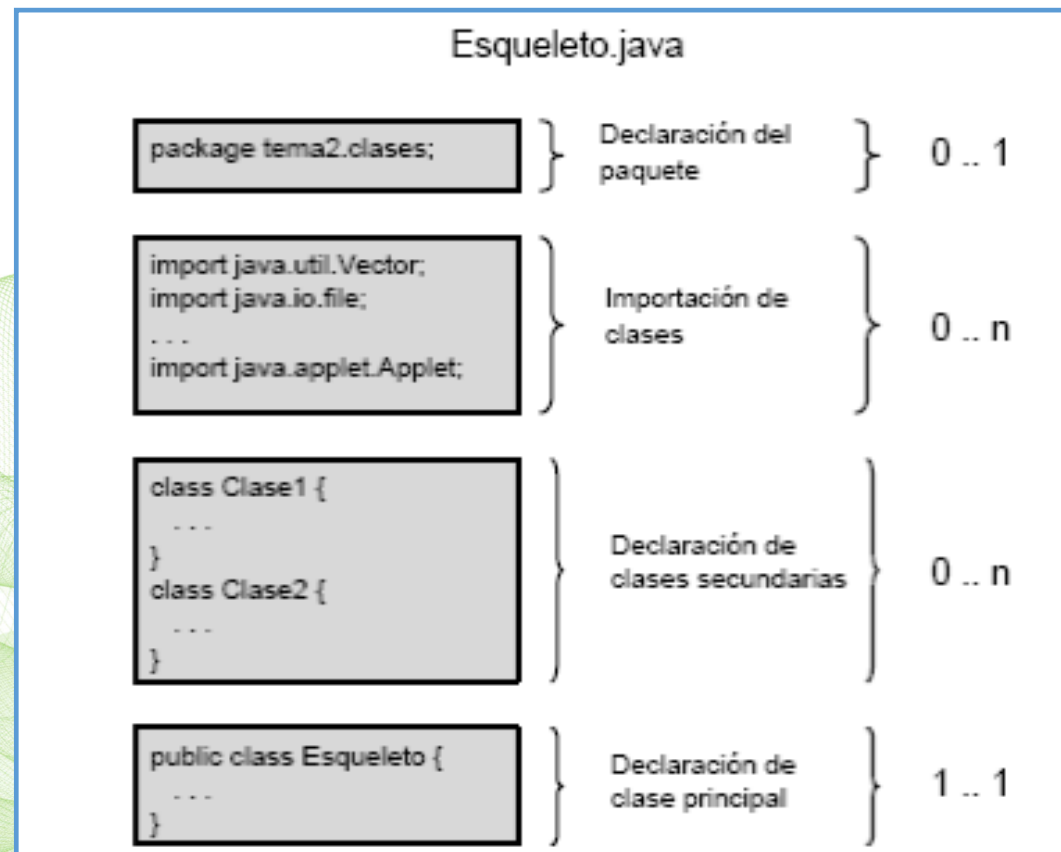 Esqueleto.java
package tema2.clases;
Declaración del
paquete
0 .. 1
import java.util.Vector;
import java.io.file;
. . .
import java.applet.Applet;
Importación de
clases
0 .. n
class Clase1 {
. . .
}
class Clase2 {
. . .
}
Declaración de
clases secundarias
0 .. n
public class Esqueleto {
. . .
}
Declaración de
clase principal
1 .. 1